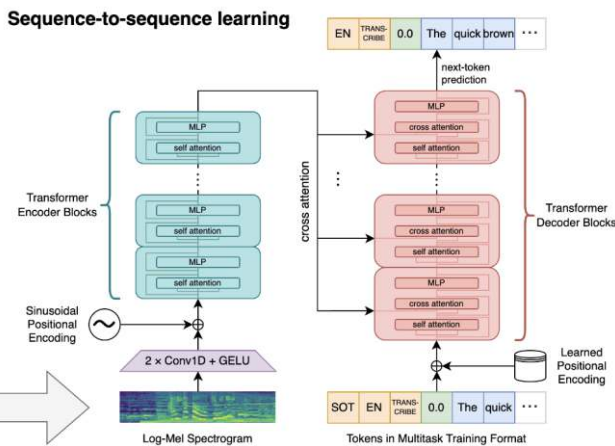 Sequence-to-sequence learning
EN TRANS-CRIBE 0.0 The quick brown ...
next-token
prediction
MLP
self attention
MLP
self attention
MLP
self attention
Transformer
Encoder Blocks
Sinusoidal
Positional
Encoding
2 × Conv1D + GELU
Log-Mel Spectrogram
cross attention
MLP
cross attention
self attention
MLP
cross attention
self attention
MLP
cross attention
self attention
Transformer
Decoder Blocks
Learned
Positional
Encoding
SOT EN TRANS-CRIBE 0.0 The quick ...
Tokens in Multitask Training Format